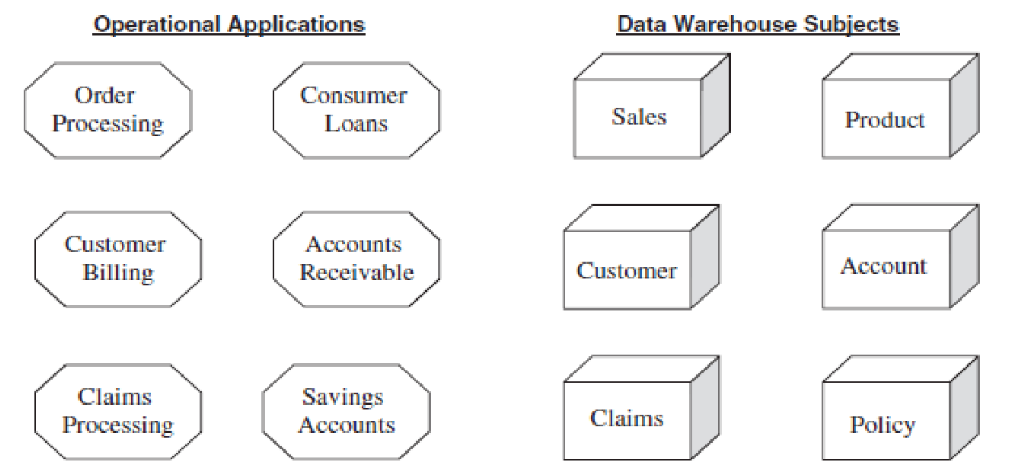 Operational Applications
Data Warehouse Subjects
Order
Processing
Consumer
Loans
Sales
Product
Customer
Billing
Accounts
Receivable
Customer
Account
Claims
Processing
Savings
Accounts
Claims
Policy